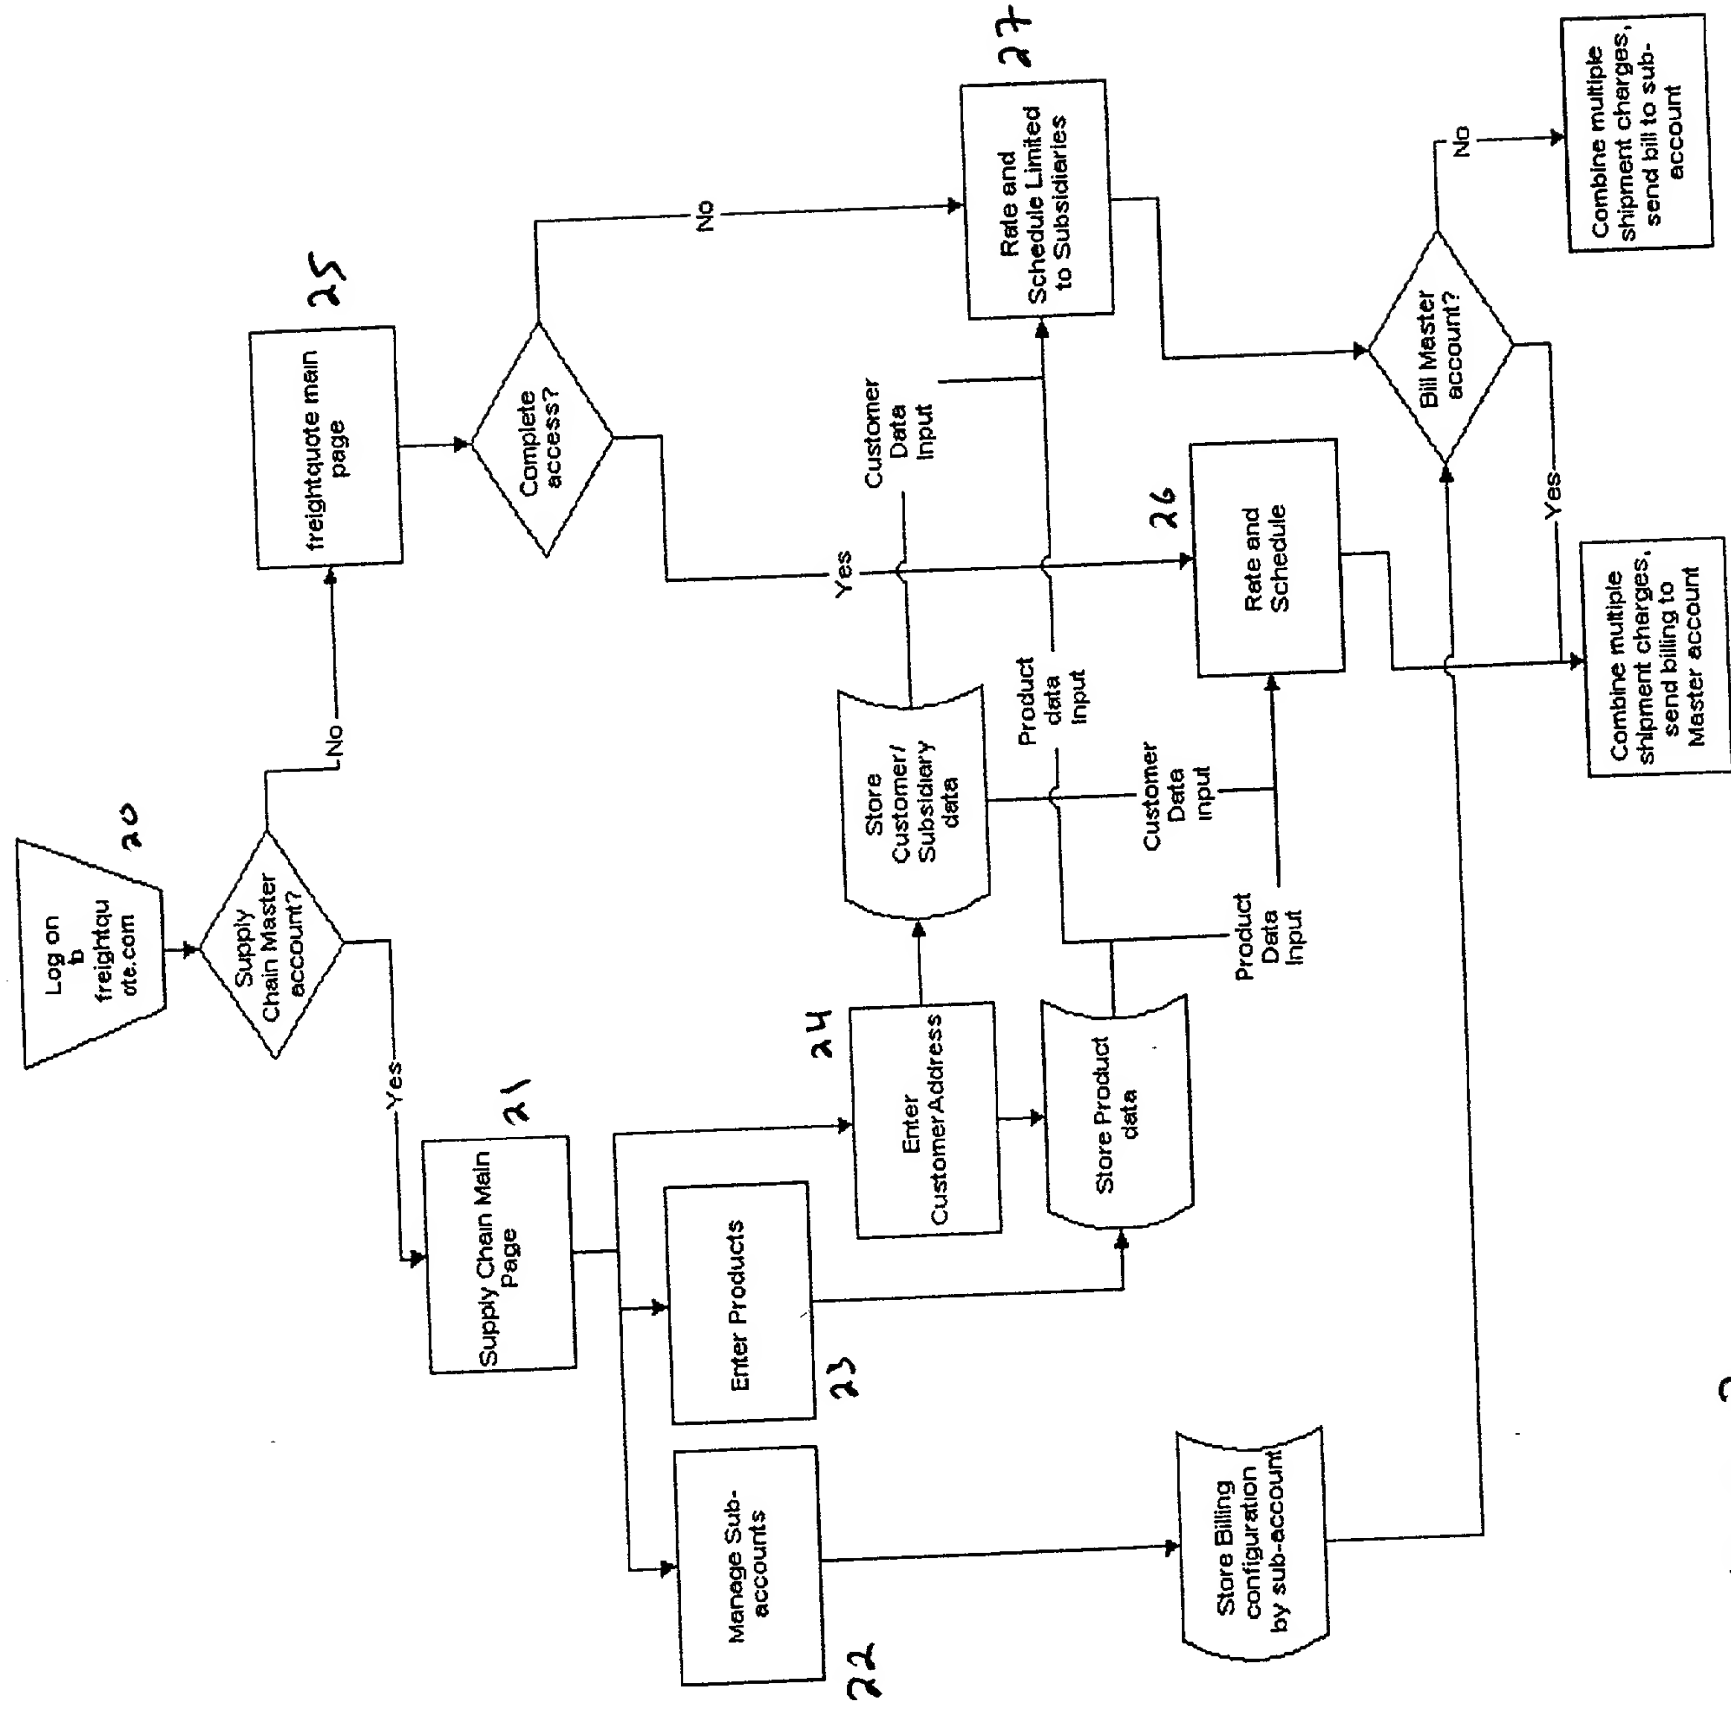 Log on
to
freightqu
ote.com
20
Supply
Chain Master
account?
No
Yes
freightquote main
page
25
Complete
access?
No
Yes
Supply Chain Main
Page
21
Manage Sub-
accounts
22
Enter Products
23
Enter
CustomerAddress
24
Store
Customer/
Subsidiary
data
Store Product
data
Customer
Data
Input
Product
data
Input
Customer
Data
Input
Product
Data
Input
Rate and
Schedule
26
Rate and
Schedule Limited
to Subsidiaries
27
Store Billing
configuration
by sub-account
Bill Master
account?
No
Yes
Combine multiple
shipment charges,
send billing to
Master account
Combine multiple
shipment charges,
send bill to sub-
account